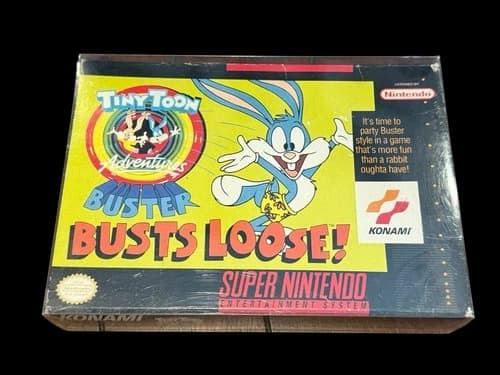 LICENSED BY
Nintendo
TINY TOON
Adventures
BUSTER
BUSTS LOOSE!
It's time to
party Buster
style in a game
that's more fun
than a rabbit
oughta have!
KONAMI
SUPER NINTENDO
ENTERTAINMENT SYSTEM
KONAMI